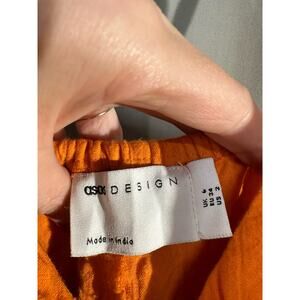 asos DESIGN
Made in India
UK 6
EU 34
US 2